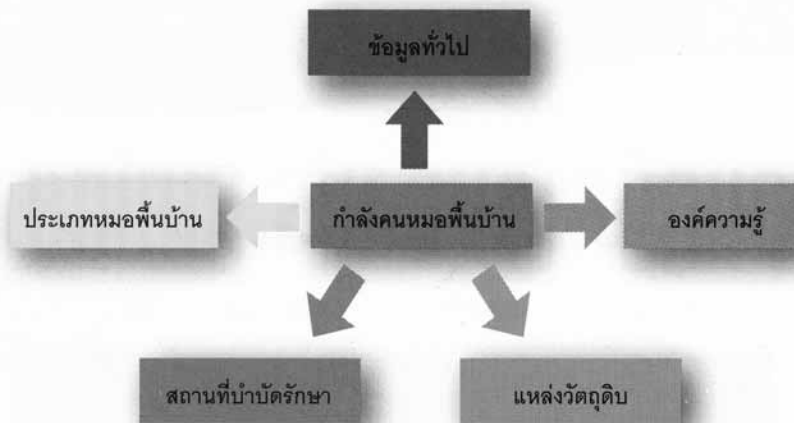 ข้อมูลทั่วไป
ประเภทหมอพื้นบ้าน
กำลังคนหมอพื้นบ้าน
องค์ความรู้
สถานที่บำบัดรักษา
แหล่งวัตถุดิบ